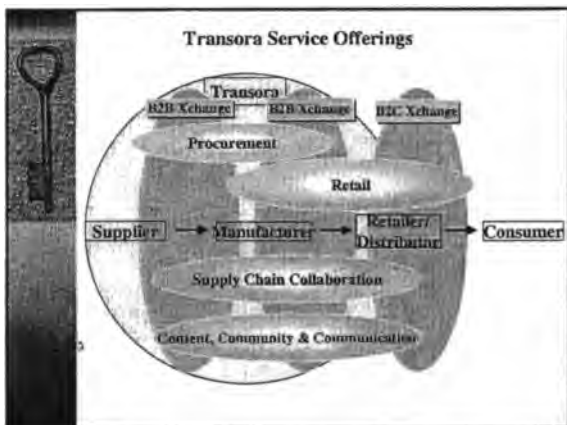 Transora Service Offerings
Transora
B2B Xchange
B2B Xchange
B2C Xchange
Procurement
Retail
Supplier
Manufacturer
Retailer/
Distributor
Consumer
Supply Chain Collaboration
Content, Community & Communication